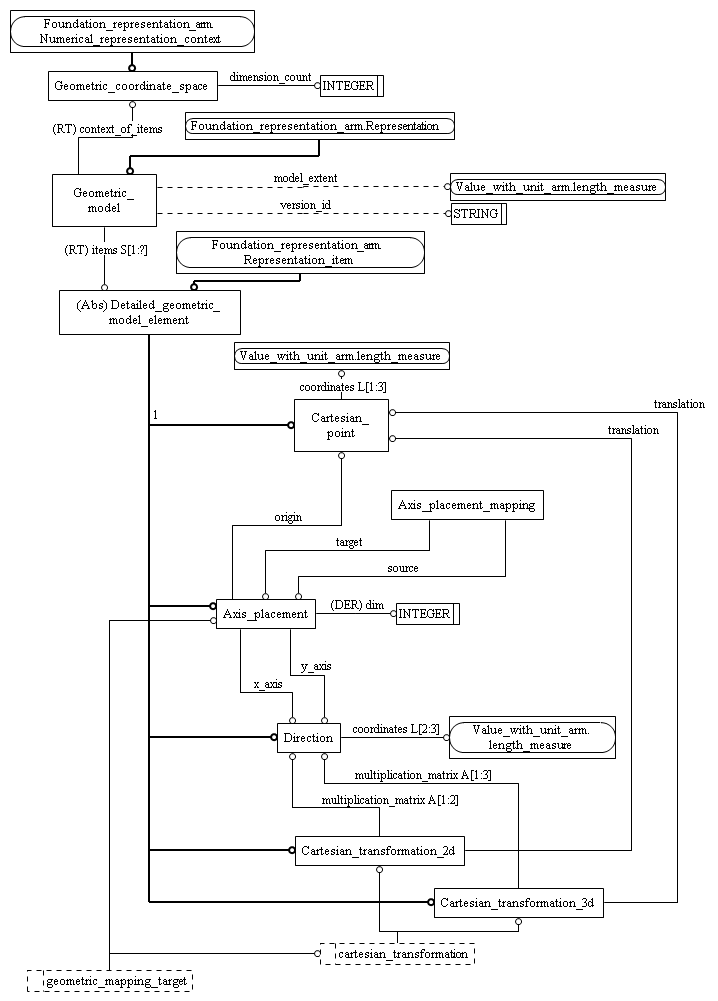 Foundation_representation_arm.
Numerical_representation_context
Geometric_coordinate_space
dimension_count
INTEGER
(RT) context_of_items
Foundation_representation_arm.Representation
Geometric_
model
model_extent
Value_with_unit_arm.length_measure
version_id
STRING
(RT) items S[1:?]
Foundation_representation_arm.
Representation_item
(Abs) Detailed_geometric_
model_element
Value_with_unit_arm.length_measure
coordinates L[1:3]
1
Cartesian_
point
translation
translation
Axis_placement_mapping
origin
target
source
Axis_placement
(DER) dim
INTEGER
y_axis
x_axis
Direction
coordinates L[2:3]
Value_with_unit_arm.
length_measure
multiplication_matrix A[1:3]
multiplication_matrix A[1:2]
Cartesian_transformation_2d
Cartesian_transformation_3d
cartesian_transformation
geometric_mapping_target